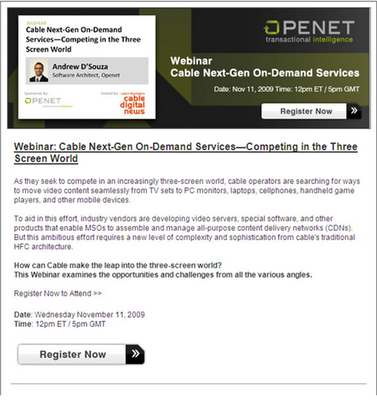 WEBINAR
Cable Next-Gen On-Demand
Services—Competing in the Three
Screen World
Andrew D'Souza
Software Architect, Openet
Sponsored by
OPENET
cable
digital
news
OPENET
transactional intelligence
Webinar
Cable Next-Gen On-Demand Services
Date: Nov 11, 2009 Time: 12pm ET / 5pm GMT
Register Now »
Webinar: Cable Next-Gen On-Demand Services—Competing in the Three
Screen World
As they seek to compete in an increasingly three-screen world, cable operators are searching for ways
to move video content seamlessly from TV sets to PC monitors, laptops, cellphones, handheld game
players, and other mobile devices.
To aid in this effort, industry vendors are developing video servers, special software, and other
products that enable MSOs to assemble and manage all-purpose content delivery networks (CDNs).
But this ambitious effort requires a new level of complexity and sophistication from cable's traditional
HFC architecture.
How can Cable make the leap into the three-screen world?
This Webinar examines the opportunities and challenges from all the various angles.
Register Now to Attend >>
Date: Wednesday November 11, 2009
Time: 12pm ET / 5pm GMT
Register Now »